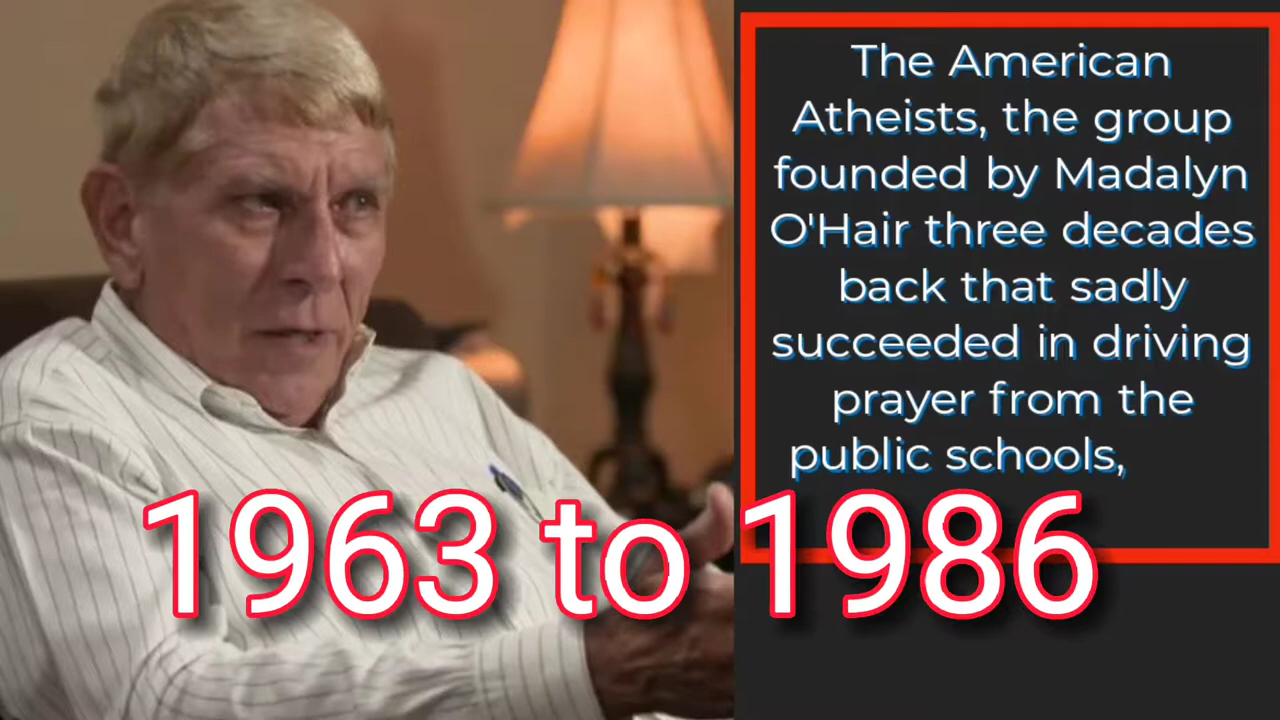 The American
Atheists, the group
founded by Madalyn
O'Hair three decades
back that sadly
succeeded in driving
prayer from the
public schools,
1963 to 1986